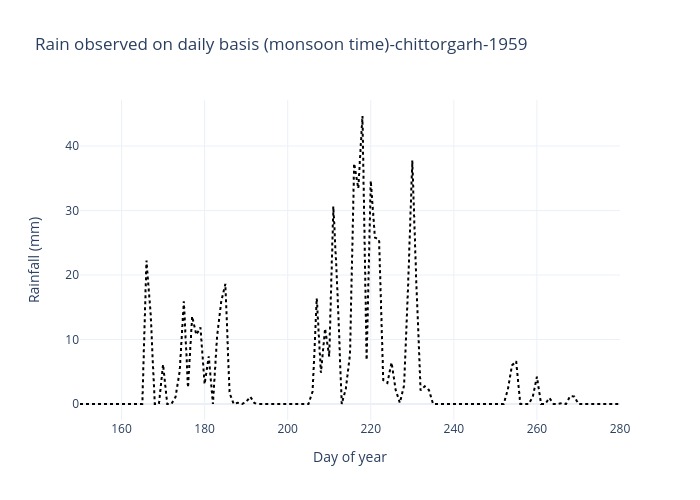 Rain observed on daily basis (monsoon time)-chittorgarh-1959
40
30
20
10
0
Rainfall (mm)
160 180 200 220 240 260 280
Day of year